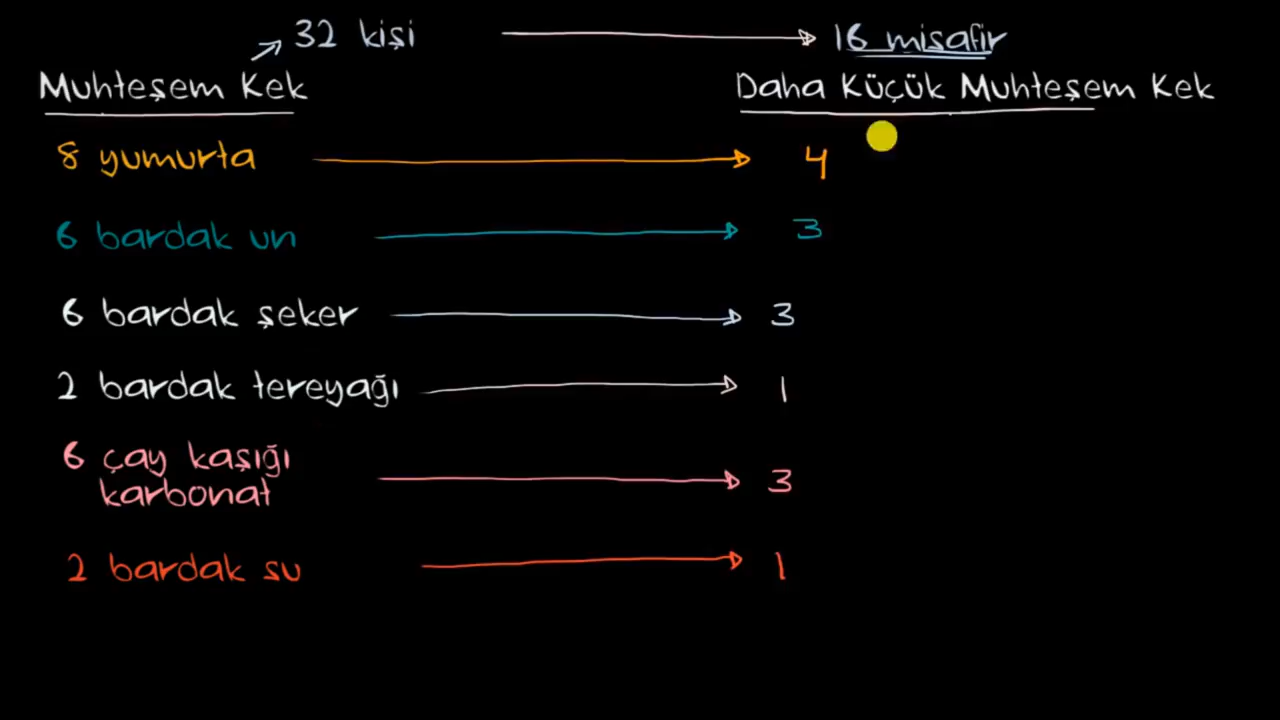 32 kişi 16 misafir
Muhteşem Kek Daha Küçük Muhteşem Kek
8 yumurta 4
6 bardak un 3
6 bardak şeker 3
2 bardak tereyağı 1
6 çay kaşığı
karbonat 3
2 bardak su 1